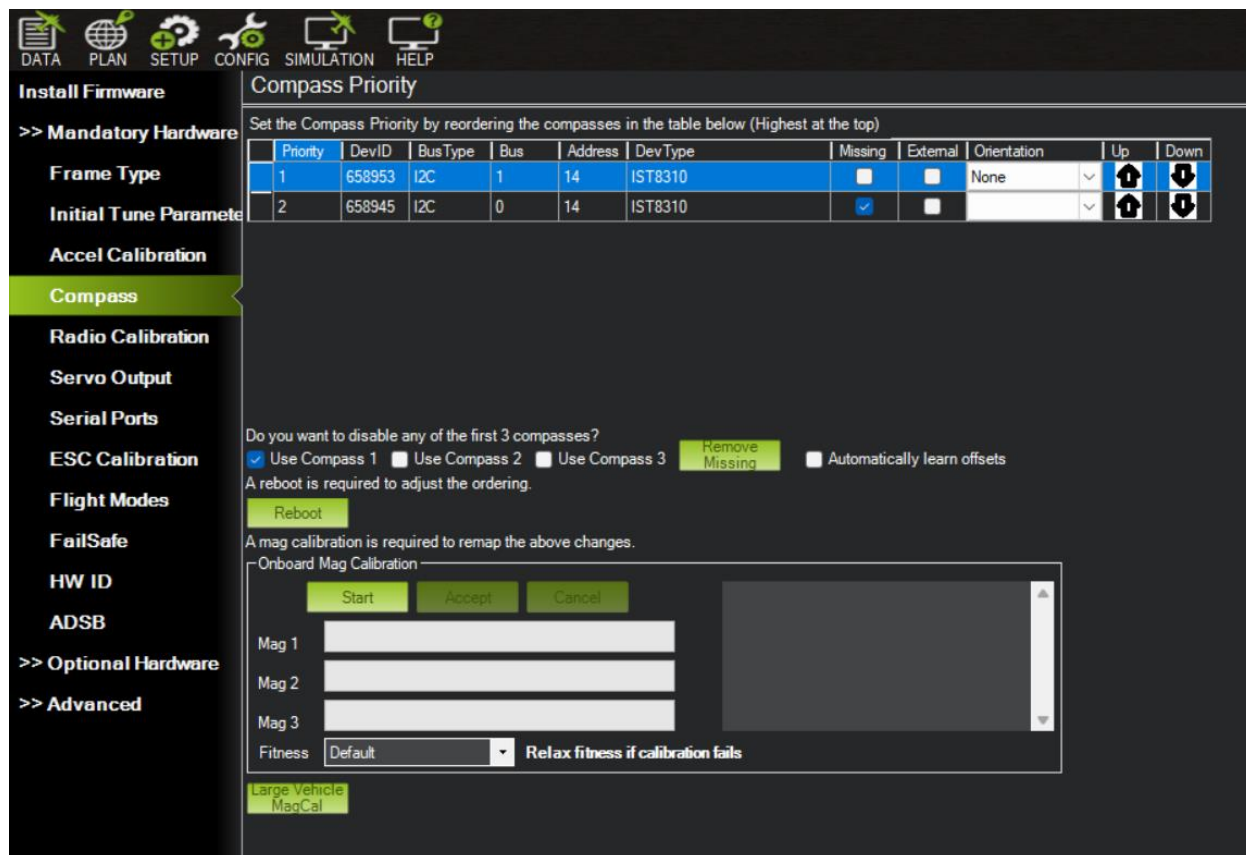 DATA PLAN SETUP CONFIG SIMULATION HELP
Install Firmware
>> Mandatory Hardware
Frame Type
Initial Tune Paramete
Accel Calibration
Compass
Radio Calibration
Servo Output
Serial Ports
ESC Calibration
Flight Modes
FailSafe
HW ID
ADSB
>> Optional Hardware
>> Advanced
Compass Priority
Set the Compass Priority by reordering the compasses in the table below (Highest at the top)
Priority DevID BusType Bus Address DevType Missing External Orientation Up Down
1 658953 I2C 1 14 IST8310 None
2 658945 I2C 0 14 IST8310
Do you want to disable any of the first 3 compasses?
Use Compass 1 Use Compass 2 Use Compass 3 Remove Missing Automatically learn offsets
A reboot is required to adjust the ordering.
Reboot
A mag calibration is required to remap the above changes.
Onboard Mag Calibration
Start Accept Cancel
Mag 1
Mag 2
Mag 3
Fitness Default Relax fitness if calibration fails
Large Vehicle
MagCal